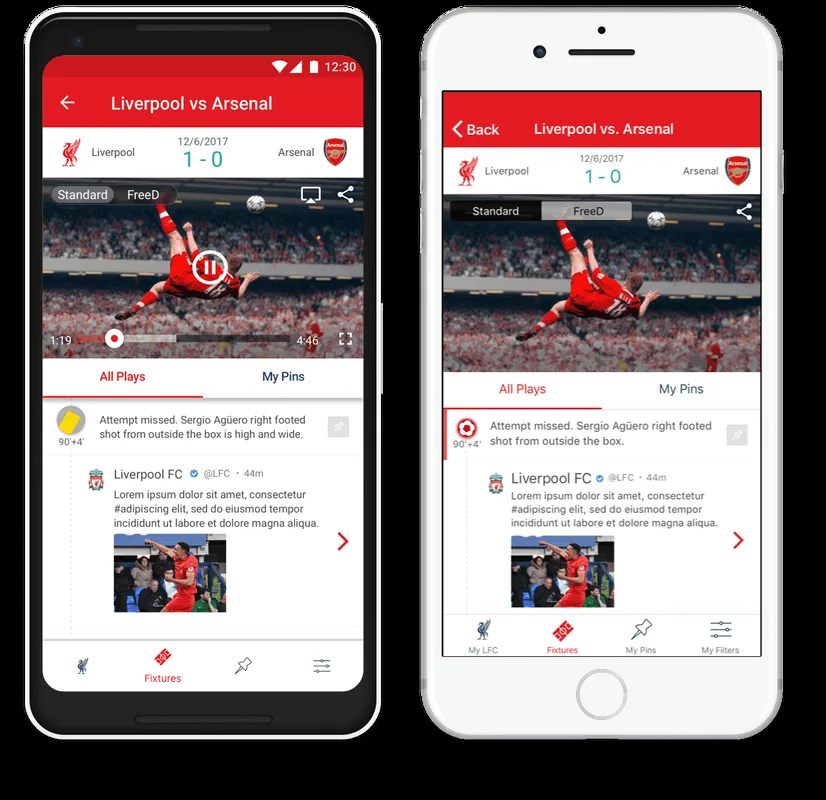 12:30
Liverpool vs Arsenal
Liverpool
12/6/2017
1 - 0
Arsenal
Arsenal
Standard
FreeD
1:19
4:46
All Plays
My Pins
90'+4'
Attempt missed. Sergio Agüero right footed
shot from outside the box is high and wide.
Liverpool FC @LFC • 44m
Lorem ipsum dolor sit amet, consectetur
#adipiscing elit, sed do eiusmod tempor
incididunt ut labore et dolore magna aliqua.
Fixtures
Back
Liverpool vs. Arsenal
Liverpool
12/6/2017
1 - 0
Arsenal
Arsenal
Standard
FreeD
All Plays
My Pins
90'+4'
Attempt missed. Sergio Agüero right footed
shot from outside the box.
Liverpool FC @LFC • 44m
Lorem ipsum dolor sit amet, consectetur
#adipiscing elit, sed do eiusmod tempor
incididunt ut labore et dolore magna aliqua.
My LFC
Fixtures
My Pins
My Filters